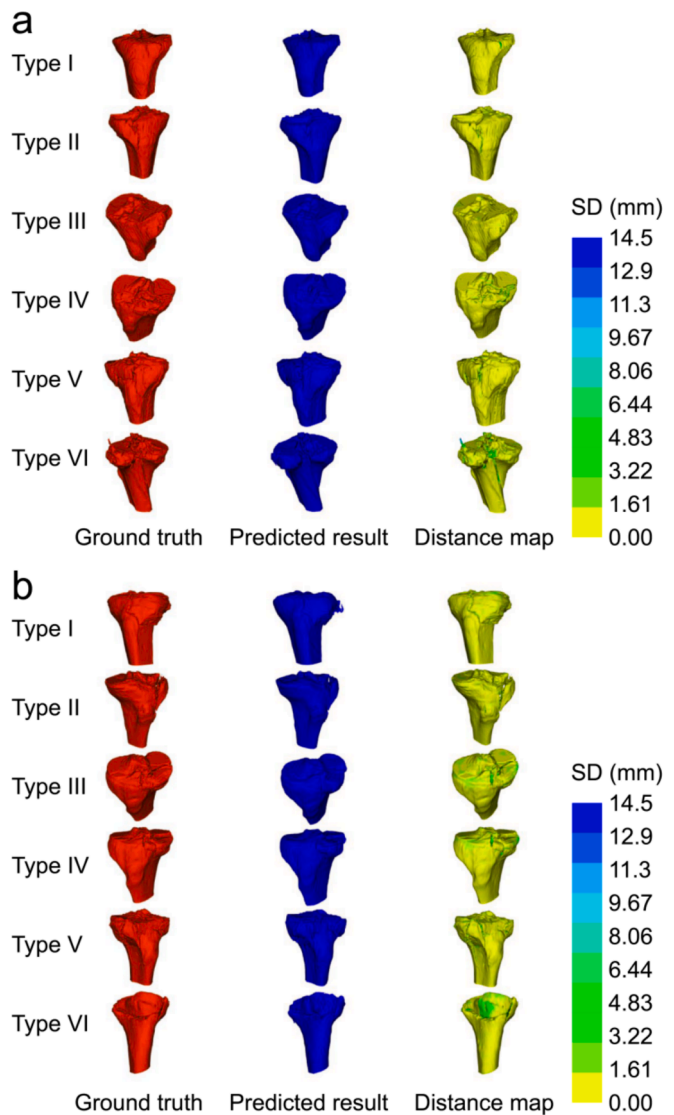 a
Type I
Type II
Type III
Type IV
Type V
Type VI
Ground truth Predicted result Distance map
SD (mm)
14.5
12.9
11.3
9.67
8.06
6.44
4.83
3.22
1.61
0.00
b
Type I
Type II
Type III
Type IV
Type V
Type VI
Ground truth Predicted result Distance map
SD (mm)
14.5
12.9
11.3
9.67
8.06
6.44
4.83
3.22
1.61
0.00